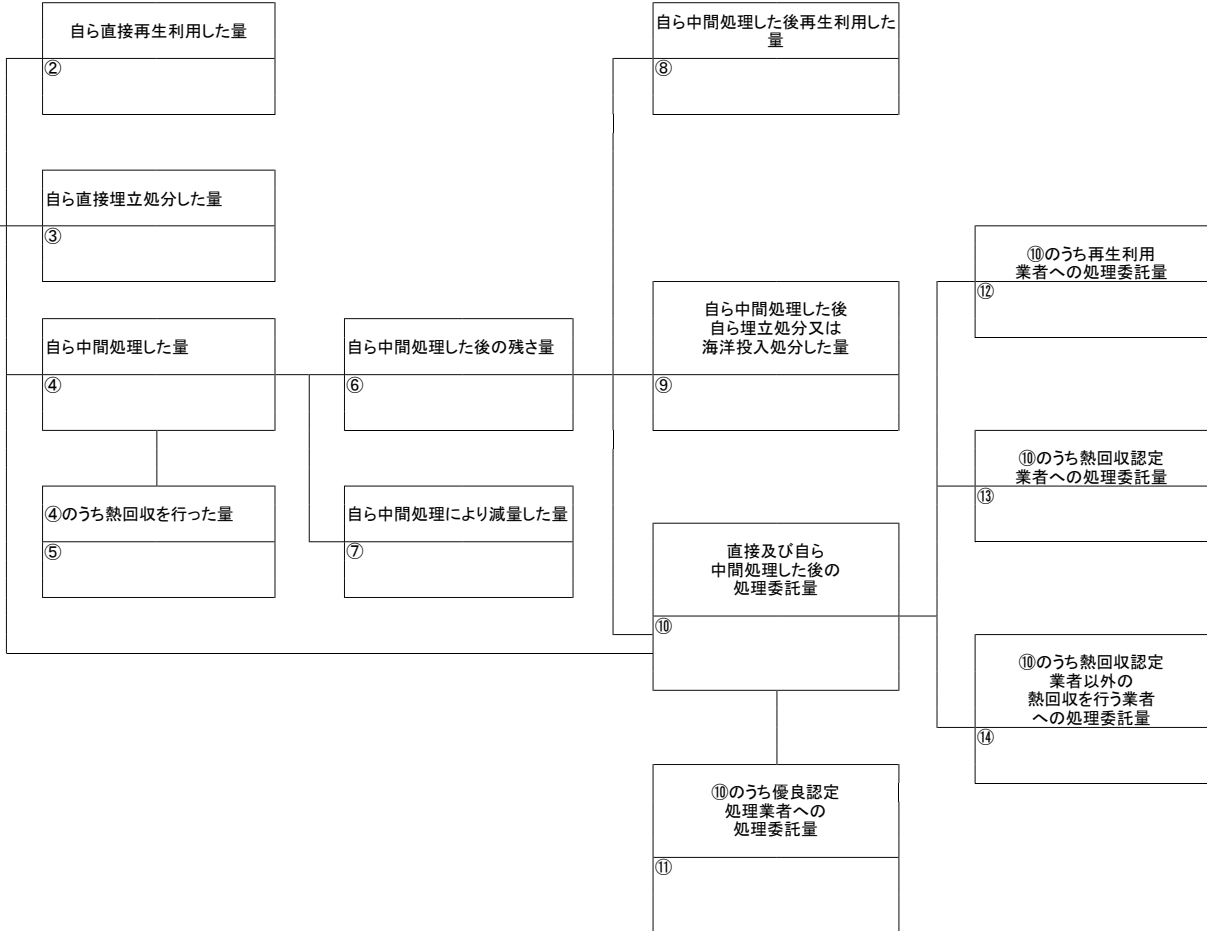 自ら直接再生利用した量
②
自ら直接埋立処分した量
③
自ら中間処理した量
④
④のうち熱回収を行った量
⑤
自ら中間処理した後の残さ量
⑥
自ら中間処理により減量した量
⑦
自ら中間処理した後再生利用した
量
⑧
自ら中間処理した後
自ら埋立処分又は
海洋投入処分した量
⑨
直接及び自ら
中間処理した後の
処理委託量
⑩
⑩のうち優良認定
処理業者への
処理委託量
⑪
⑩のうち再生利用
業者への処理委託量
⑫
⑩のうち熱回収認定
業者への処理委託量
⑬
⑩のうち熱回収認定
業者以外の
熱回収を行う業者
への処理委託量
⑭